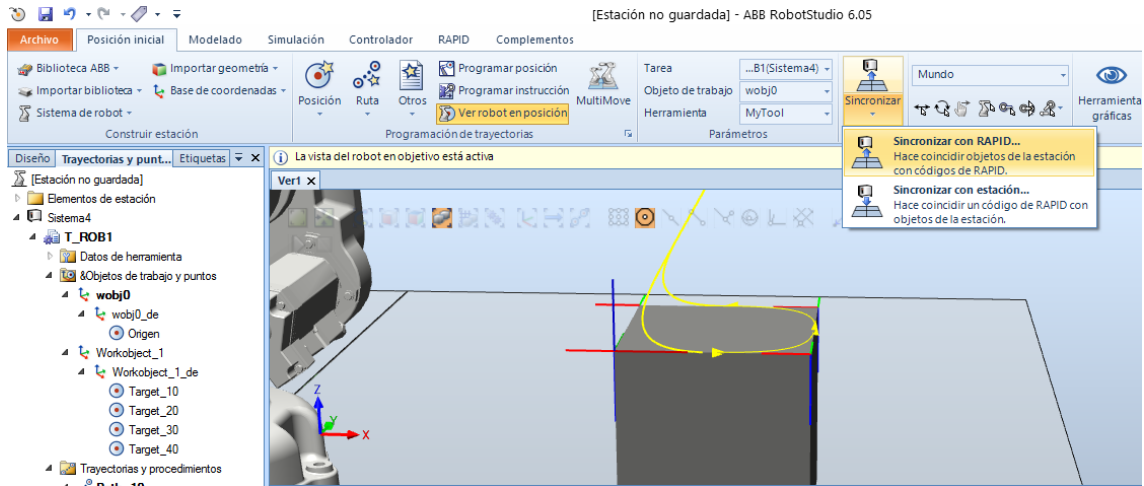 [Estación no guardada] - ABB RobotStudio 6.05
Archivo Posición inicial Modelado Simulación Controlador RAPID Complementos
Biblioteca ABB
Importar biblioteca
Sistema de robot
Importar geometría
Base de coordenadas
Construir estación
Posición
Ruta
Otros
Programar posición
Programar instrucción
Ver robot en posición
MultiMove
Programación de trayectorias
Tarea ...B1(Sistema4)
Objeto de trabajo wobj0
Herramienta MyTool
Parámetros
Sincronizar
Mundo
Herramienta
gráficas
Sincronizar con RAPID...
Hace coincidir objetos de la estación
con códigos de RAPID.
Sincronizar con estación...
Hace coincidir un código de RAPID con
objetos de la estación.
Diseño Trayectorias y punt... Etiquetas
La vista del robot en objetivo está activa
Ver1
[Estación no guardada]
Elementos de estación
Sistema4
T_ROB1
Datos de herramienta
&Objetos de trabajo y puntos
wobj0
wobj0_de
Origen
Workobject_1
Workobject_1_de
Target_10
Target_20
Target_30
Target_40
Trayectorias y procedimientos
Z
Y
X